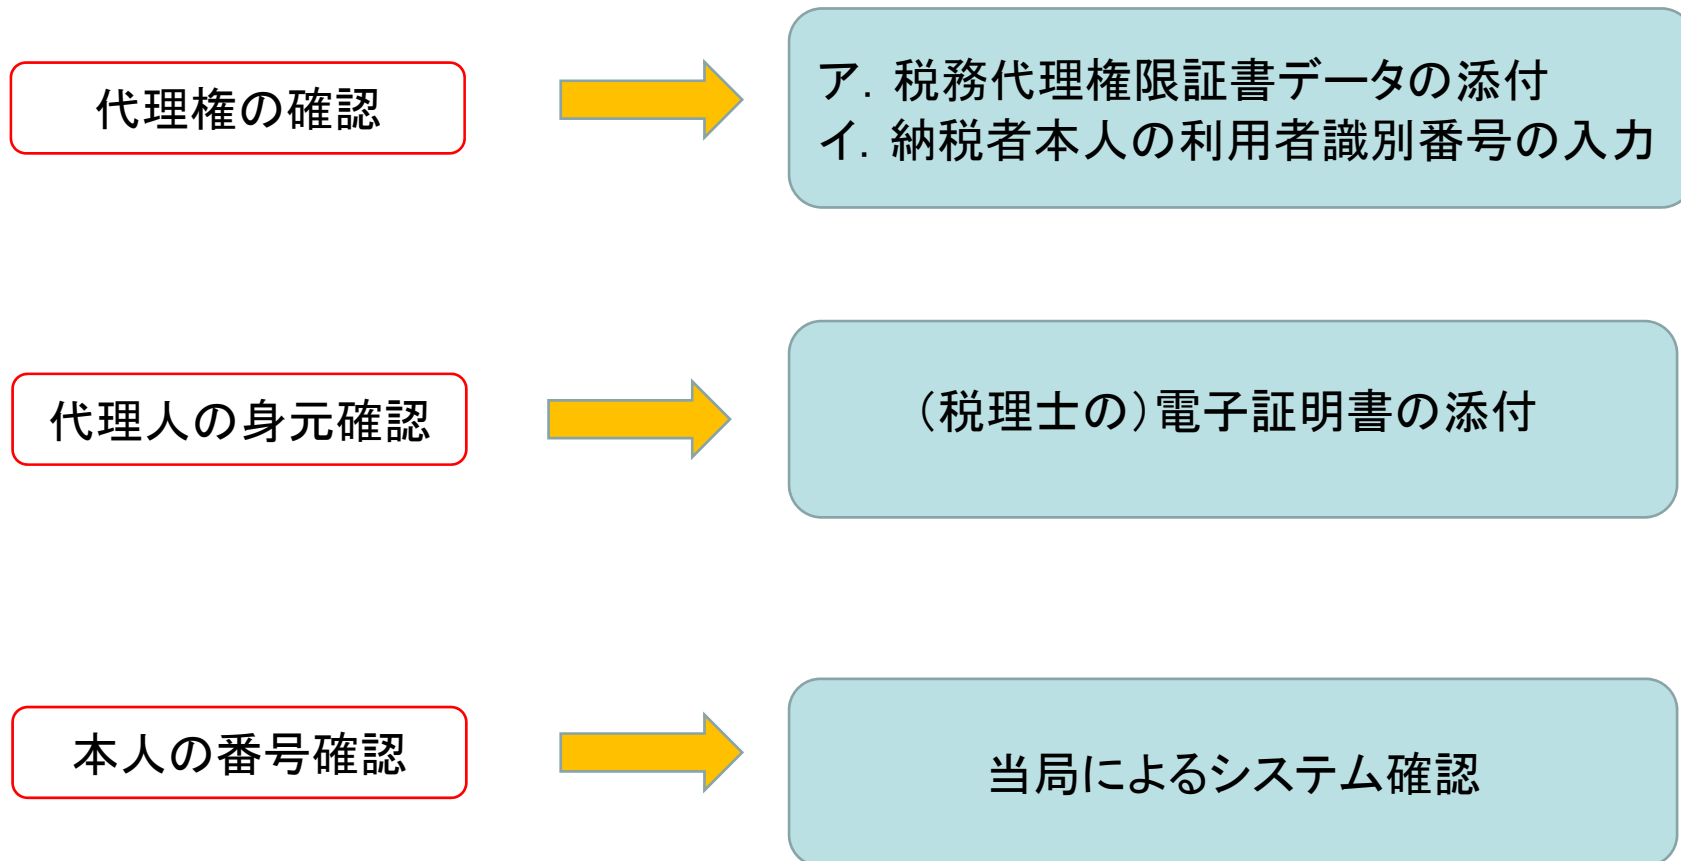 代理権の確認
ア．税務代理権限証書データの添付
イ．納税者本人の利用者識別番号の入力
代理人の身元確認
（税理士の）電子証明書の添付
本人の番号確認
当局によるシステム確認